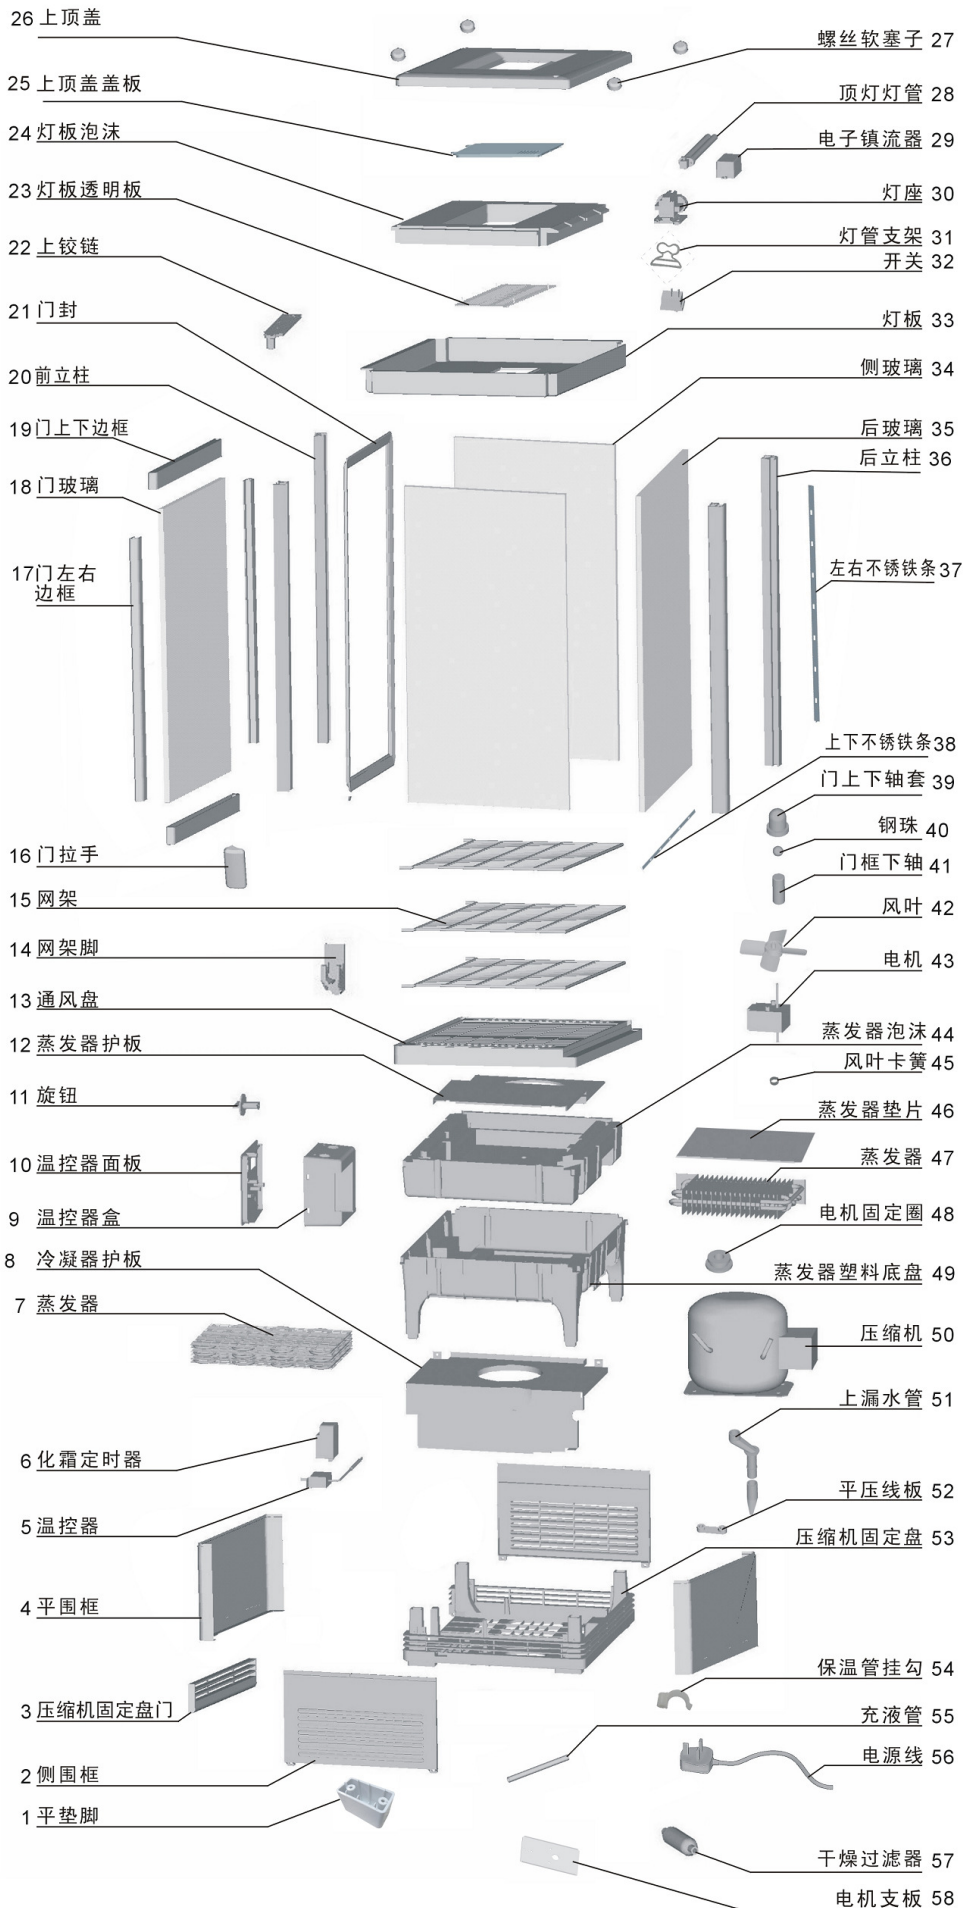 26 上顶盖
25 上顶盖盖板
24 灯板泡沫
23 灯板透明板
22 上铰链
21 门封
20 前立柱
19 门上下边框
18 门玻璃
17 门左右
边框
16 门拉手
15 网架
14 网架脚
13 通风盘
12 蒸发器护板
11 旋钮
10 温控器面板
9 温控器盒
8 冷凝器护板
7 蒸发器
6 化霜定时器
5 温控器
4 平围框
3 压缩机固定盘门
2 侧围框
1 平垫脚
螺丝软塞子 27
顶灯灯管 28
电子镇流器 29
灯座 30
灯管支架 31
开关 32
灯板 33
侧玻璃 34
后玻璃 35
后立柱 36
左右不锈铁条 37
上下不锈铁条 38
门上下轴套 39
钢珠 40
门框下轴 41
风叶 42
电机 43
蒸发器泡沫 44
风叶卡簧 45
蒸发器垫片 46
蒸发器 47
电机固定圈 48
蒸发器塑料底盘 49
压缩机 50
上漏水管 51
平压线板 52
压缩机固定盘 53
保温管挂勾 54
充液管 55
电源线 56
干燥过滤器 57
电机支板 58